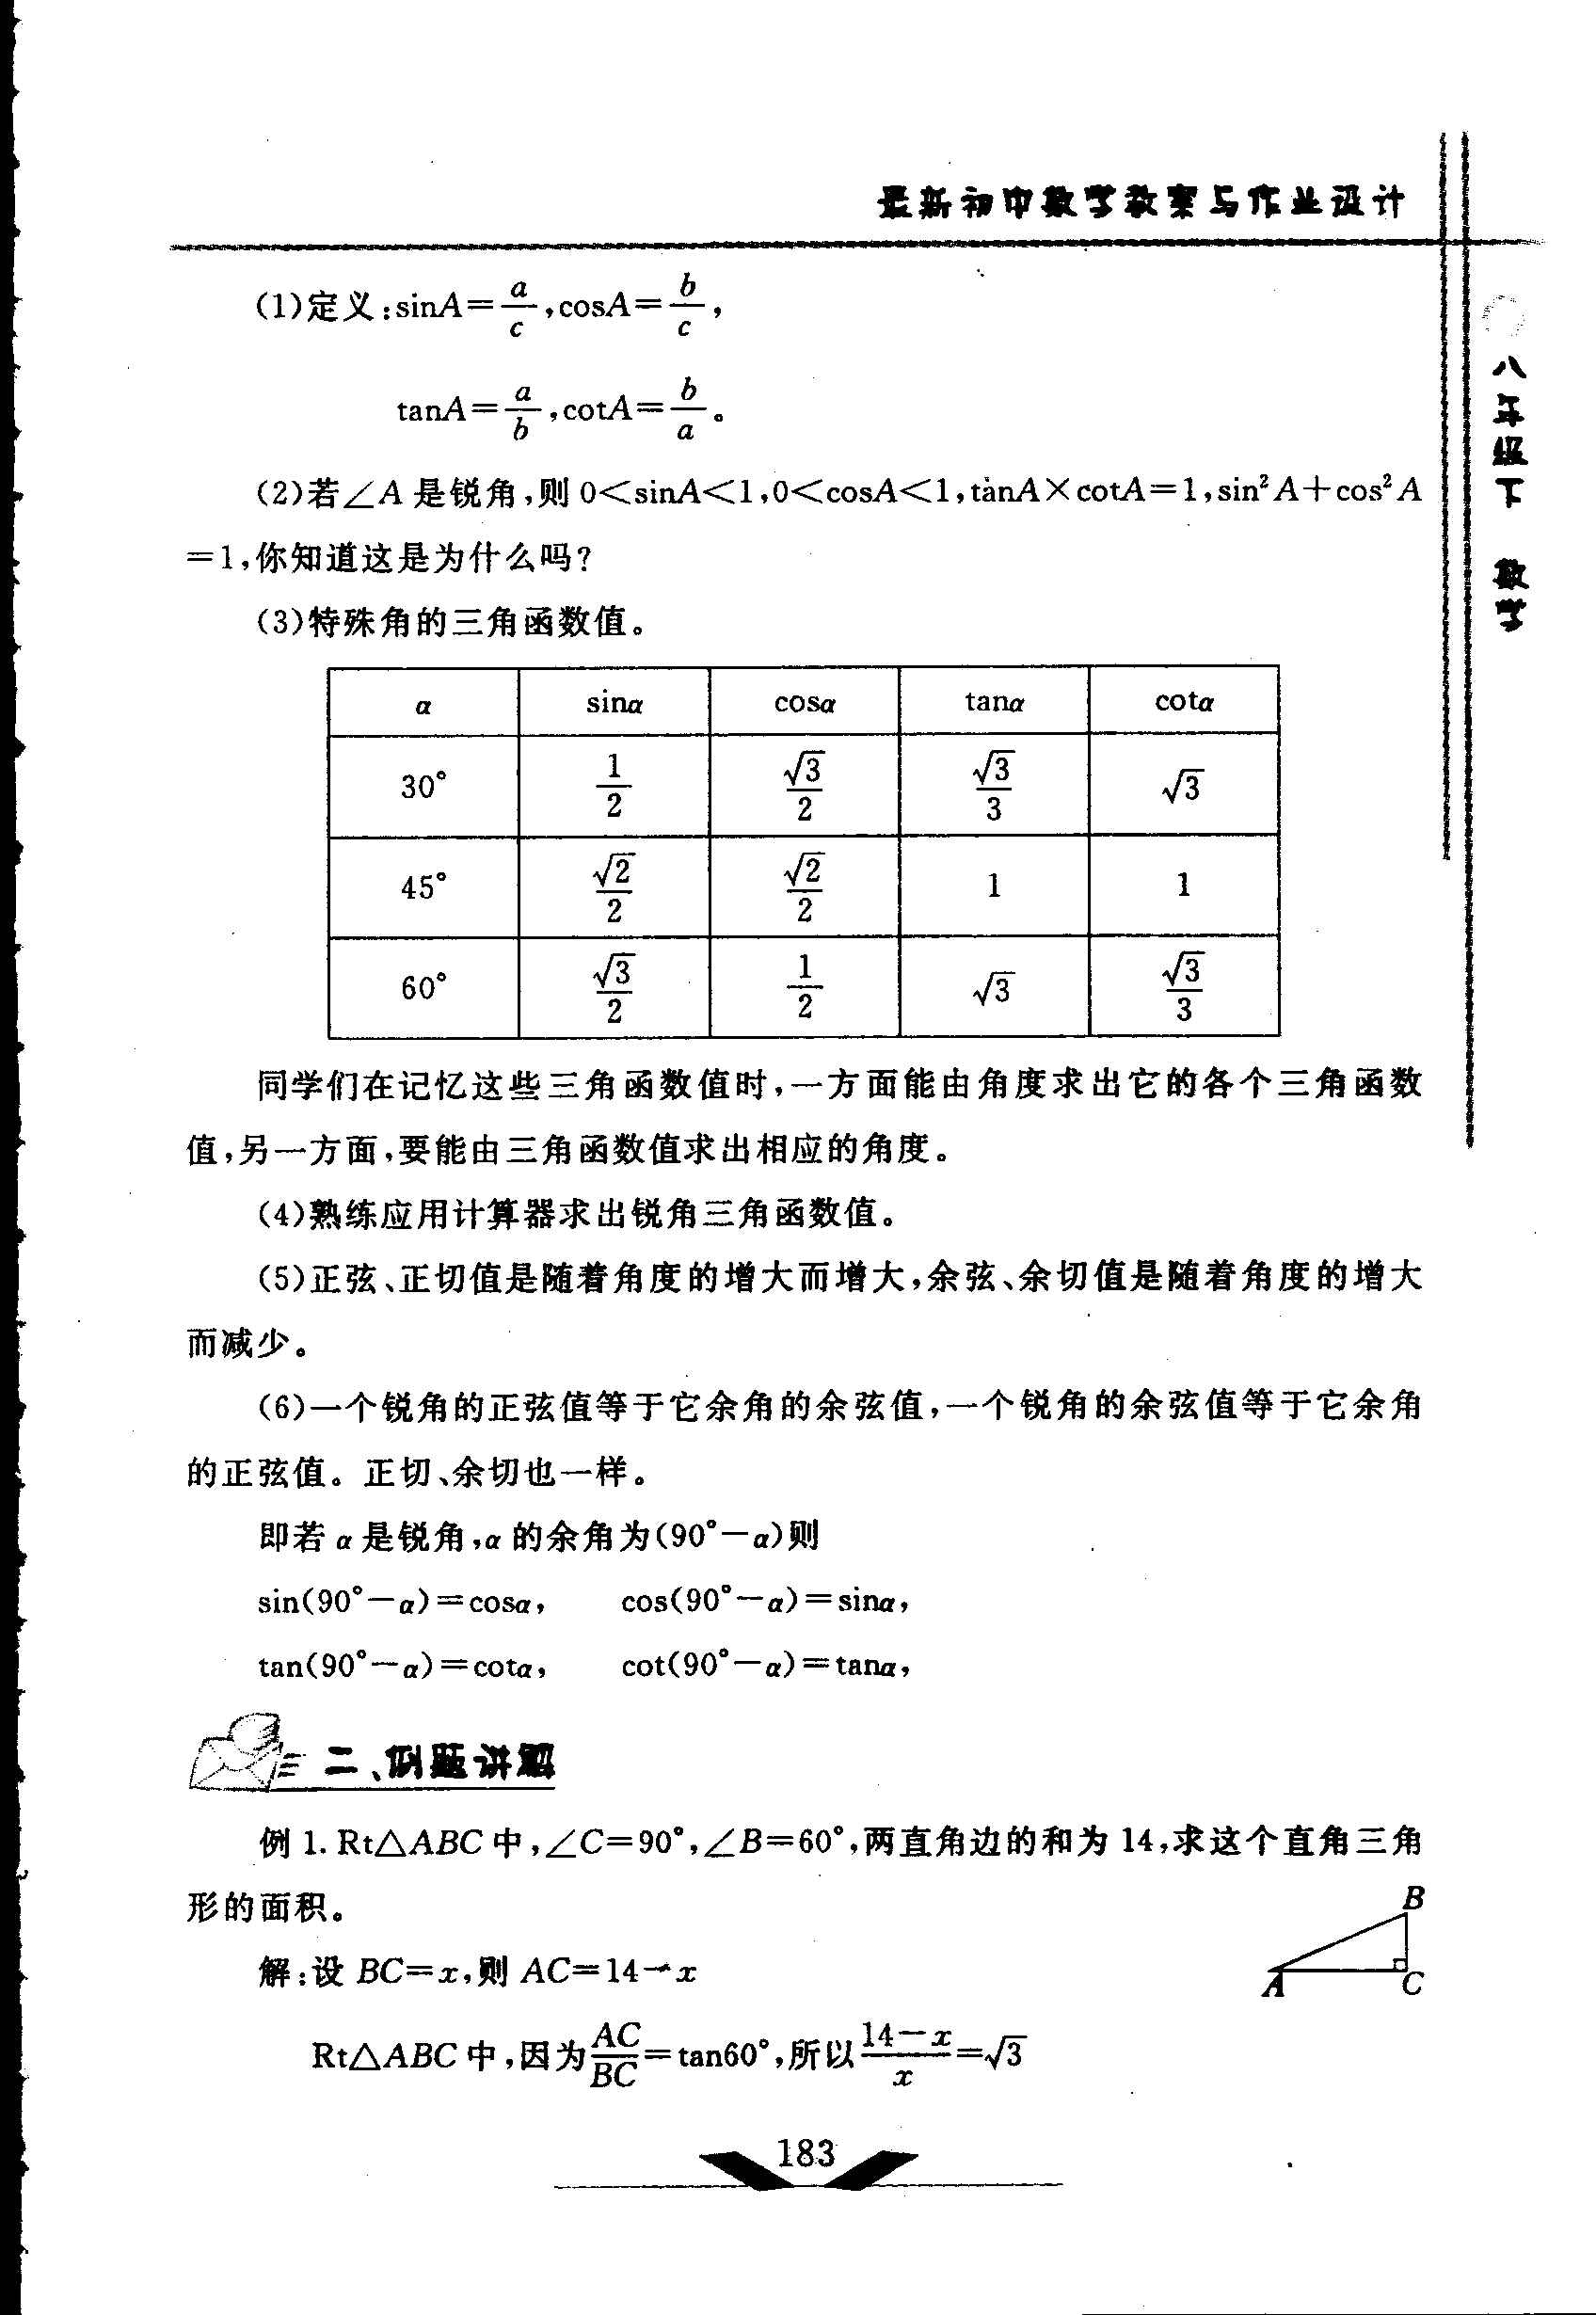 最新初中数学教案与作业设计
八年级下 数学
(1)定义:sinA=a/c,cosA=b/c,
tanA=a/b,cotA=b/a。
(2)若∠A是锐角,则0<sinA<1,0<cosA<1,tanA×cotA=1,sin²A+cos²A
=1,你知道这是为什么吗?
(3)特殊角的三角函数值。
α sinα cosα tanα cotα
30° 1/2 √3/2 √3/3 √3
45° √2/2 √2/2 1 1
60° √3/2 1/2 √3 √3/3
同学们在记忆这些三角函数值时,一方面能由角度求出它的各个三角函数
值,另一方面,要能由三角函数值求出相应的角度。
(4)熟练应用计算器求出锐角三角函数值。
(5)正弦、正切值是随着角度的增大而增大,余弦、余切值是随着角度的增大
而减少。
(6)一个锐角的正弦值等于它余角的余弦值,一个锐角的余弦值等于它余角
的正弦值。正切、余切也一样。
即若α是锐角,α的余角为(90°-α)则
sin(90°-α)=cosα, cos(90°-α)=sinα,
tan(90°-α)=cotα, cot(90°-α)=tanα,
二、例题讲解
例1. Rt△ABC中,∠C=90°,∠B=60°,两直角边的和为14,求这个直角三角
形的面积。
B
A C
解:设BC=x,则AC=14-x
Rt△ABC中,因为AC/BC=tan60°,所以(14-x)/x=√3
183